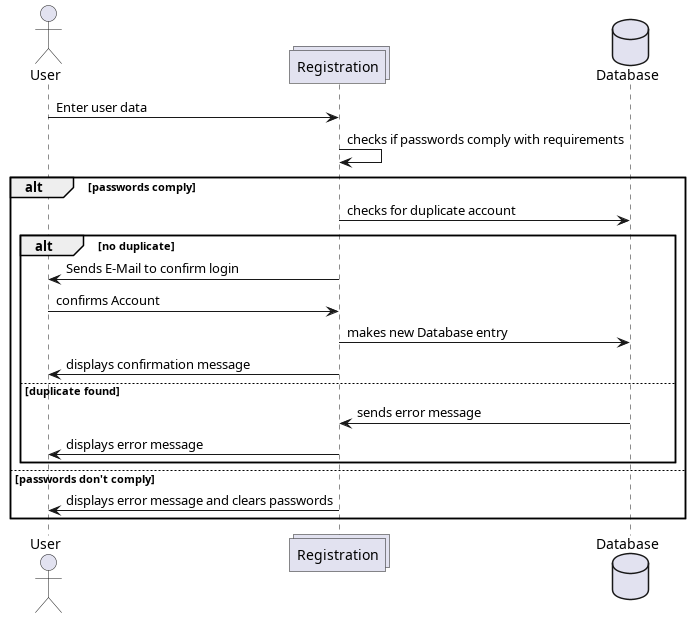 User
Registration
Database
Enter user data
checks if passwords comply with requirements
alt [passwords comply]
checks for duplicate account
alt [no duplicate]
Sends E-Mail to confirm login
confirms Account
makes new Database entry
displays confirmation message
[duplicate found]
sends error message
displays error message
[passwords don't comply]
displays error message and clears passwords
User
Registration
Database